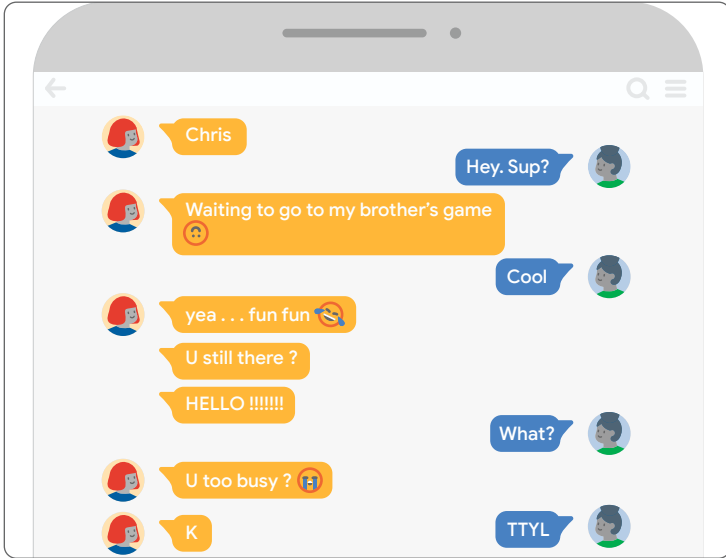 Chris
Hey. Sup?
Waiting to go to my brother's game
🙃
Cool
yea . . . fun fun 🤣
U still there ?
HELLO !!!!!!!
What?
U too busy ? 😭
TTYL
K